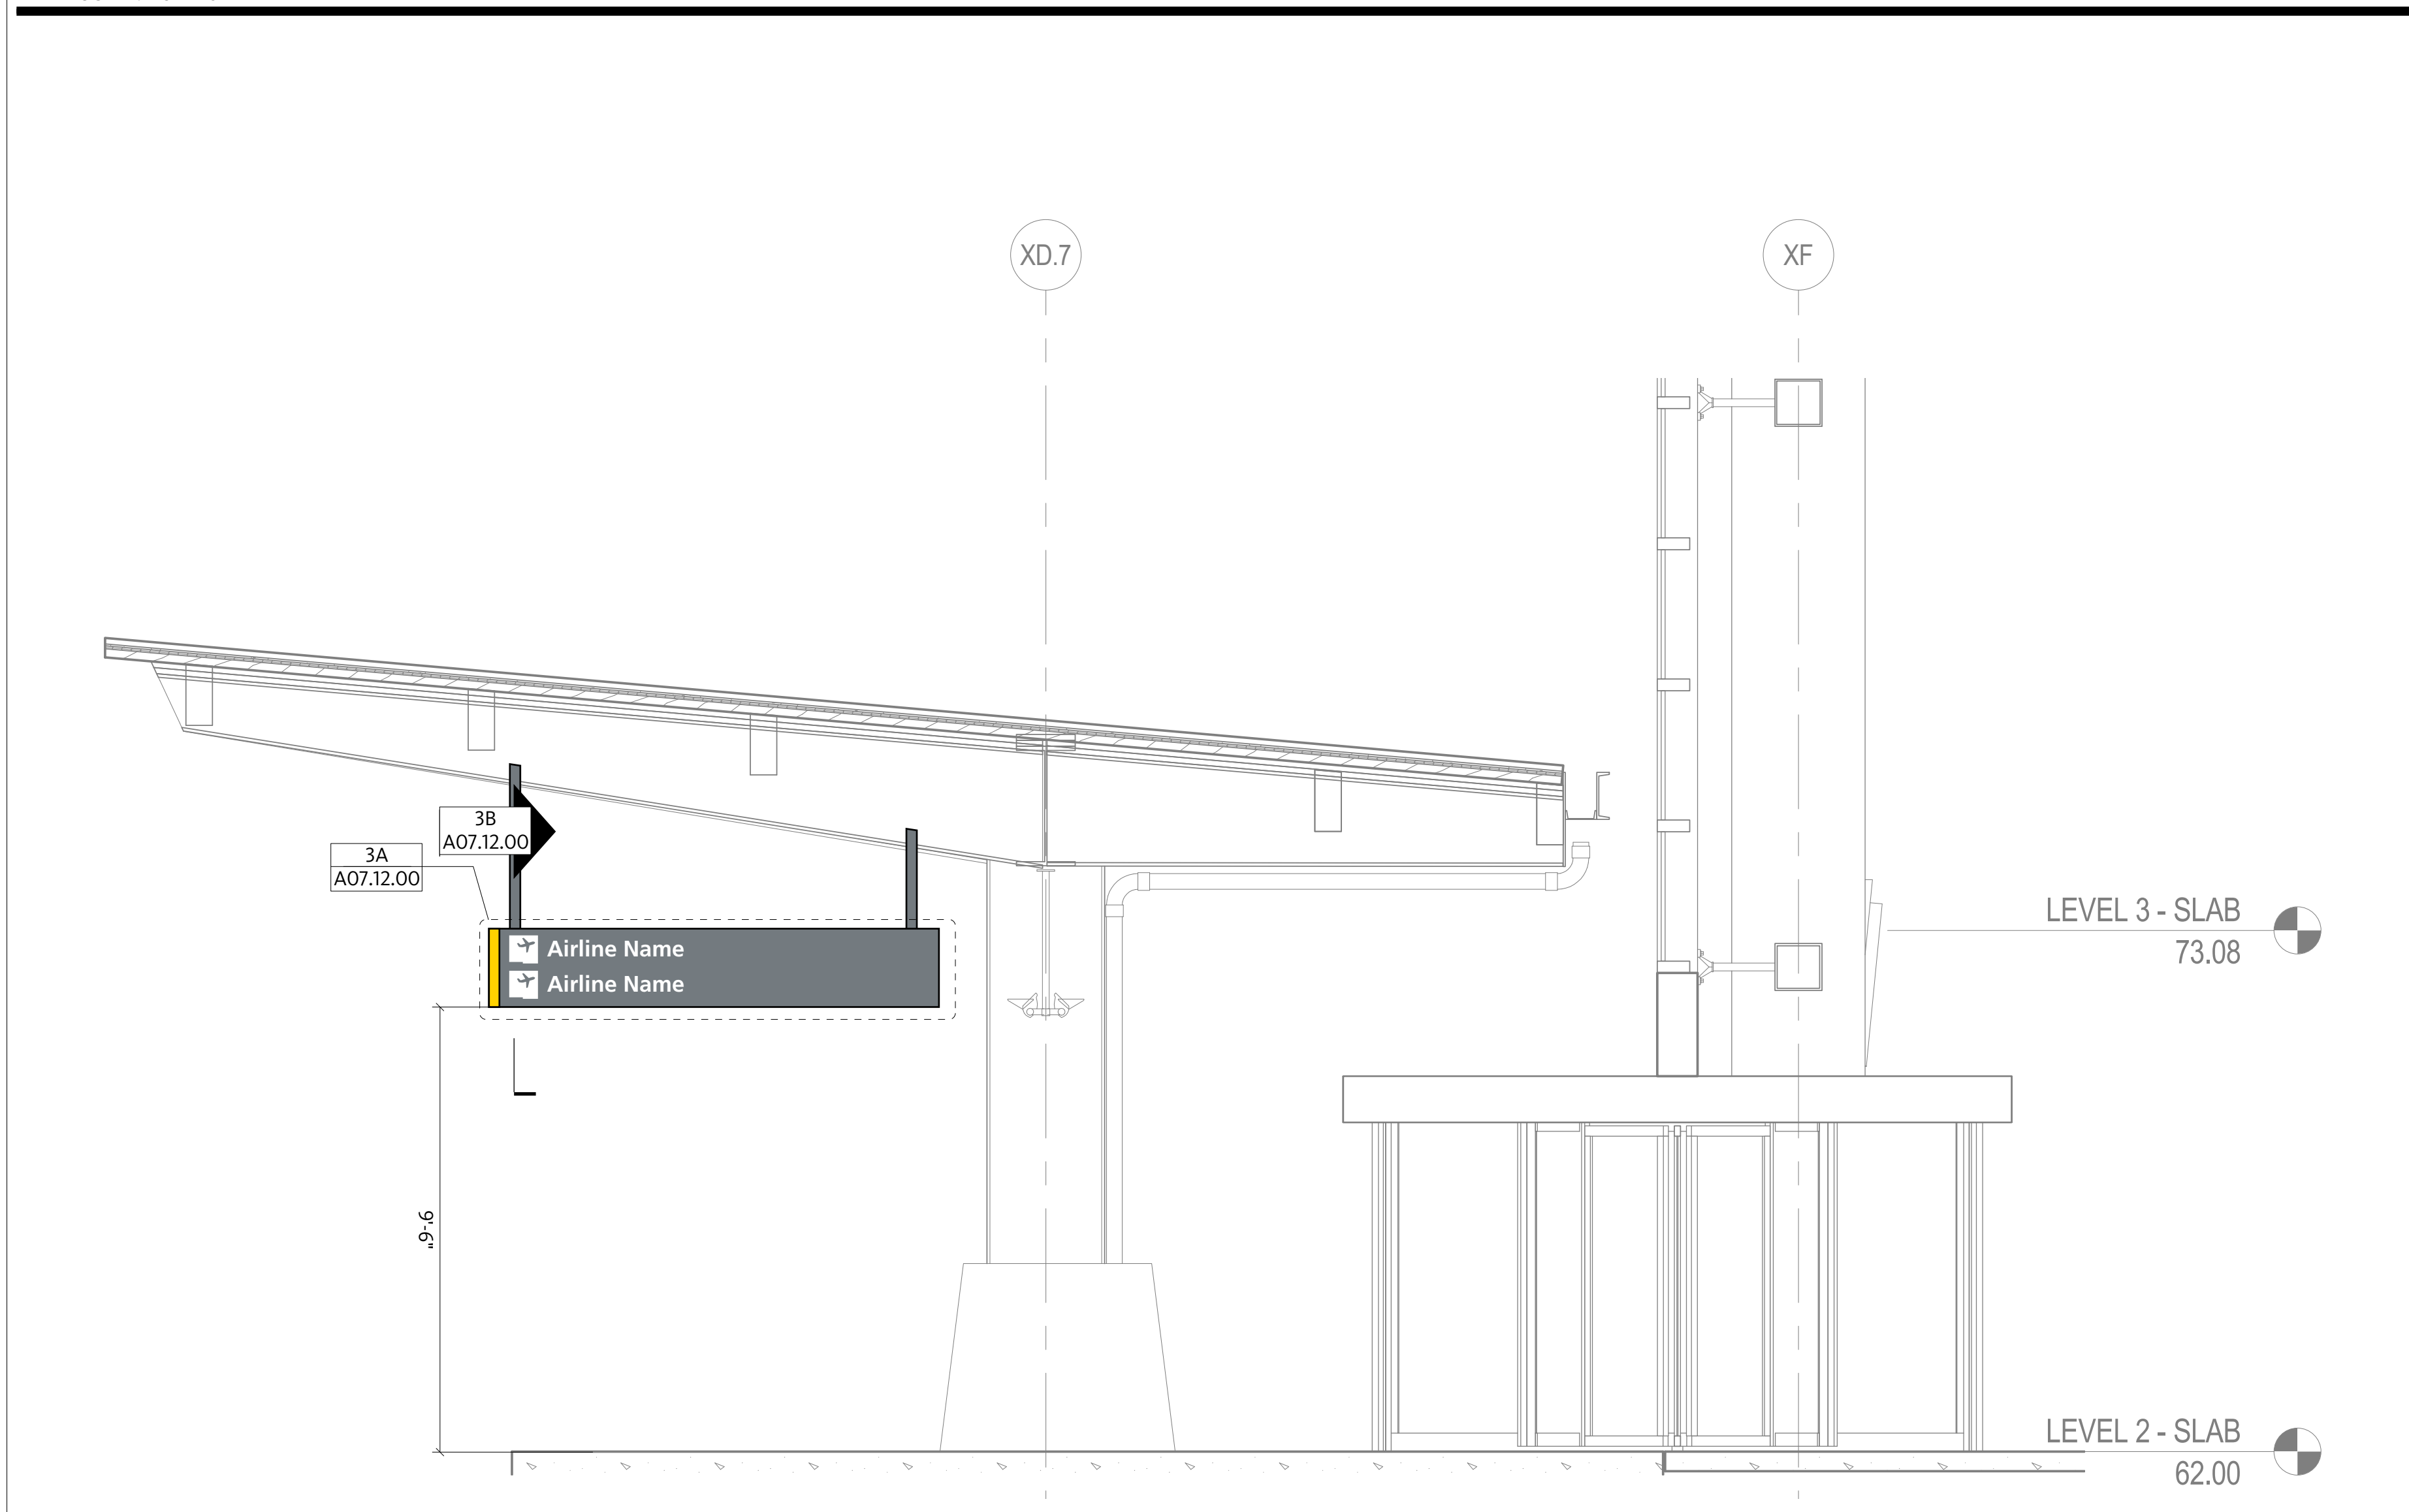 XD.7
XF
3B
A07.12.00
3A
A07.12.00
LEVEL 3 - SLAB
73.08
Airline Name
Airline Name
9'-6"
LEVEL 2 - SLAB
62.00